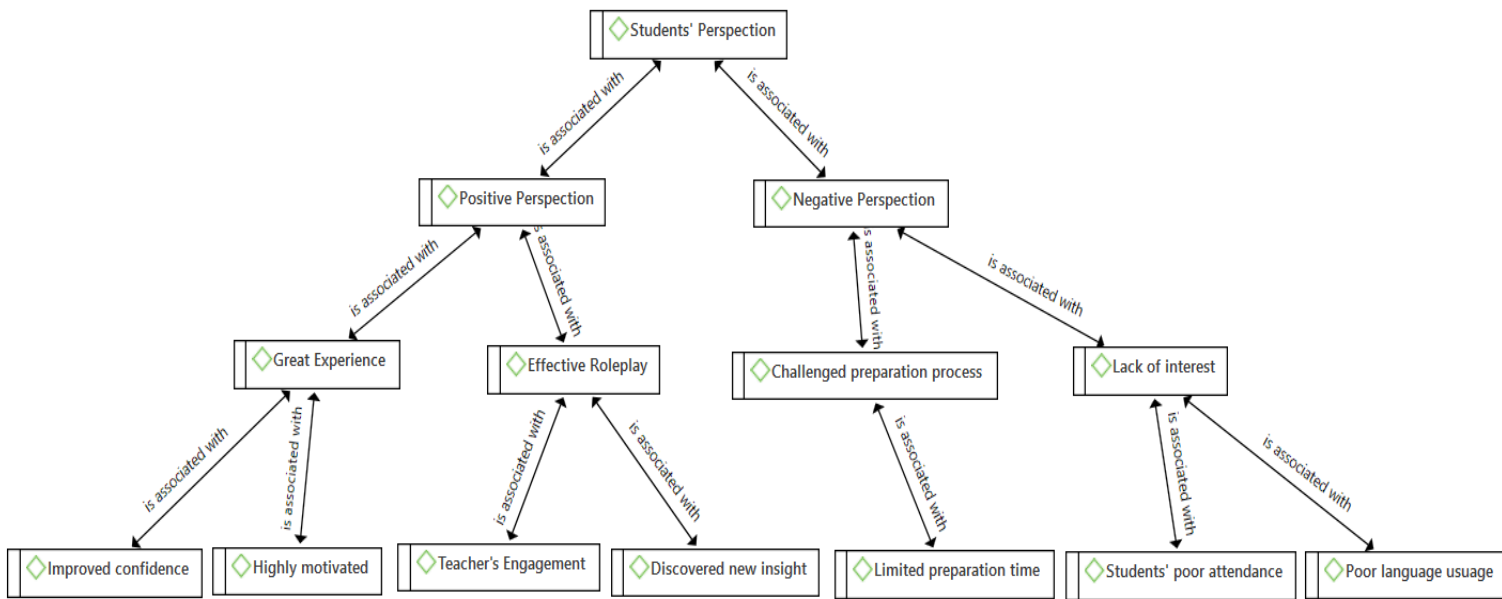 Students' Perspection
is associated with
is associated with
Positive Perspection
Negative Perspection
is associated with
is associated with
is associated with
is associated with
Great Experience
Effective Roleplay
Challenged preparation process
Lack of interest
is associated with
is associated with
is associated with
is associated with
is associated with
is associated with
is associated with
Improved confidence
Highly motivated
Teacher's Engagement
Discovered new insight
Limited preparation time
Students' poor attendance
Poor language usuage